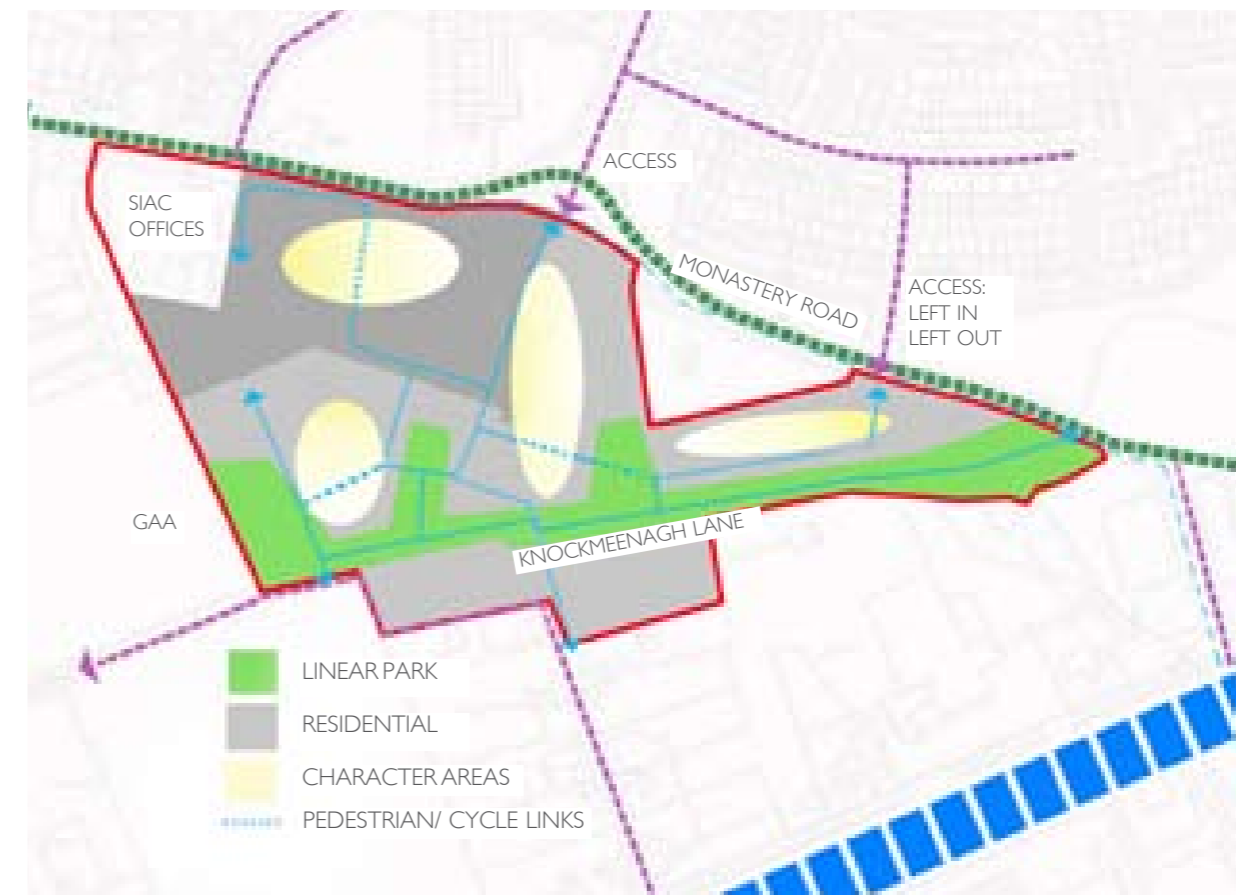 ACCESS
SIAC
OFFICES
MONASTERY ROAD
ACCESS:
LEFT IN
LEFT OUT
GAA
KNOCKMEENAGH LANE
LINEAR PARK
RESIDENTIAL
CHARACTER AREAS
PEDESTRIAN/ CYCLE LINKS